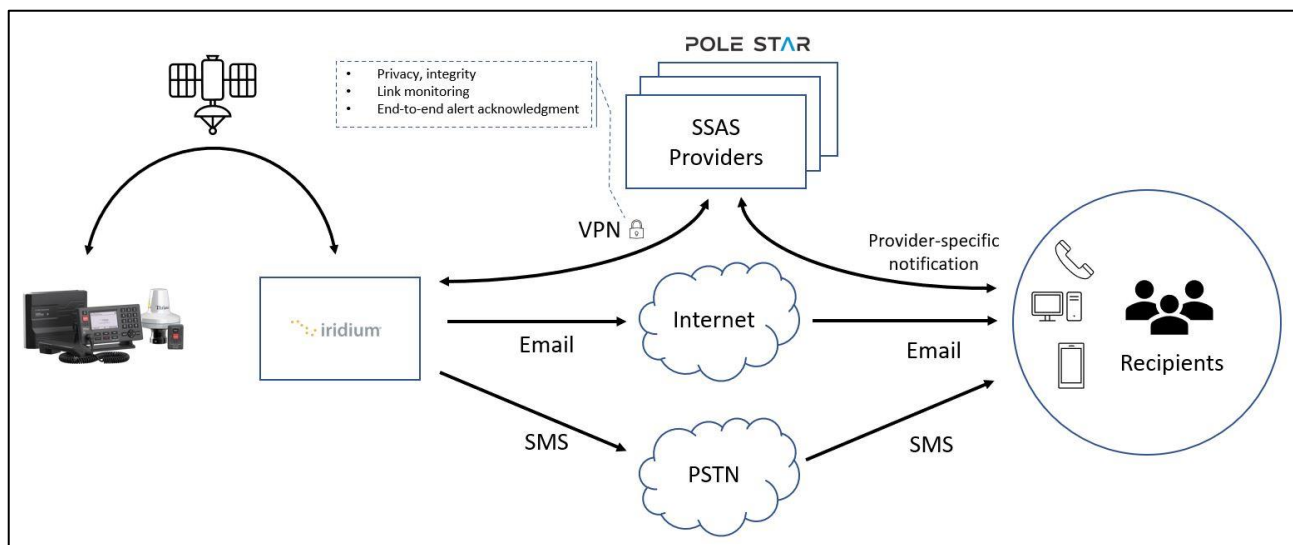 POLE STAR
• Privacy, integrity
• Link monitoring
• End-to-end alert acknowledgment
SSAS
Providers
VPN
Provider-specific
notification
iridium
Internet
Email
Email
Recipients
SMS
PSTN
SMS